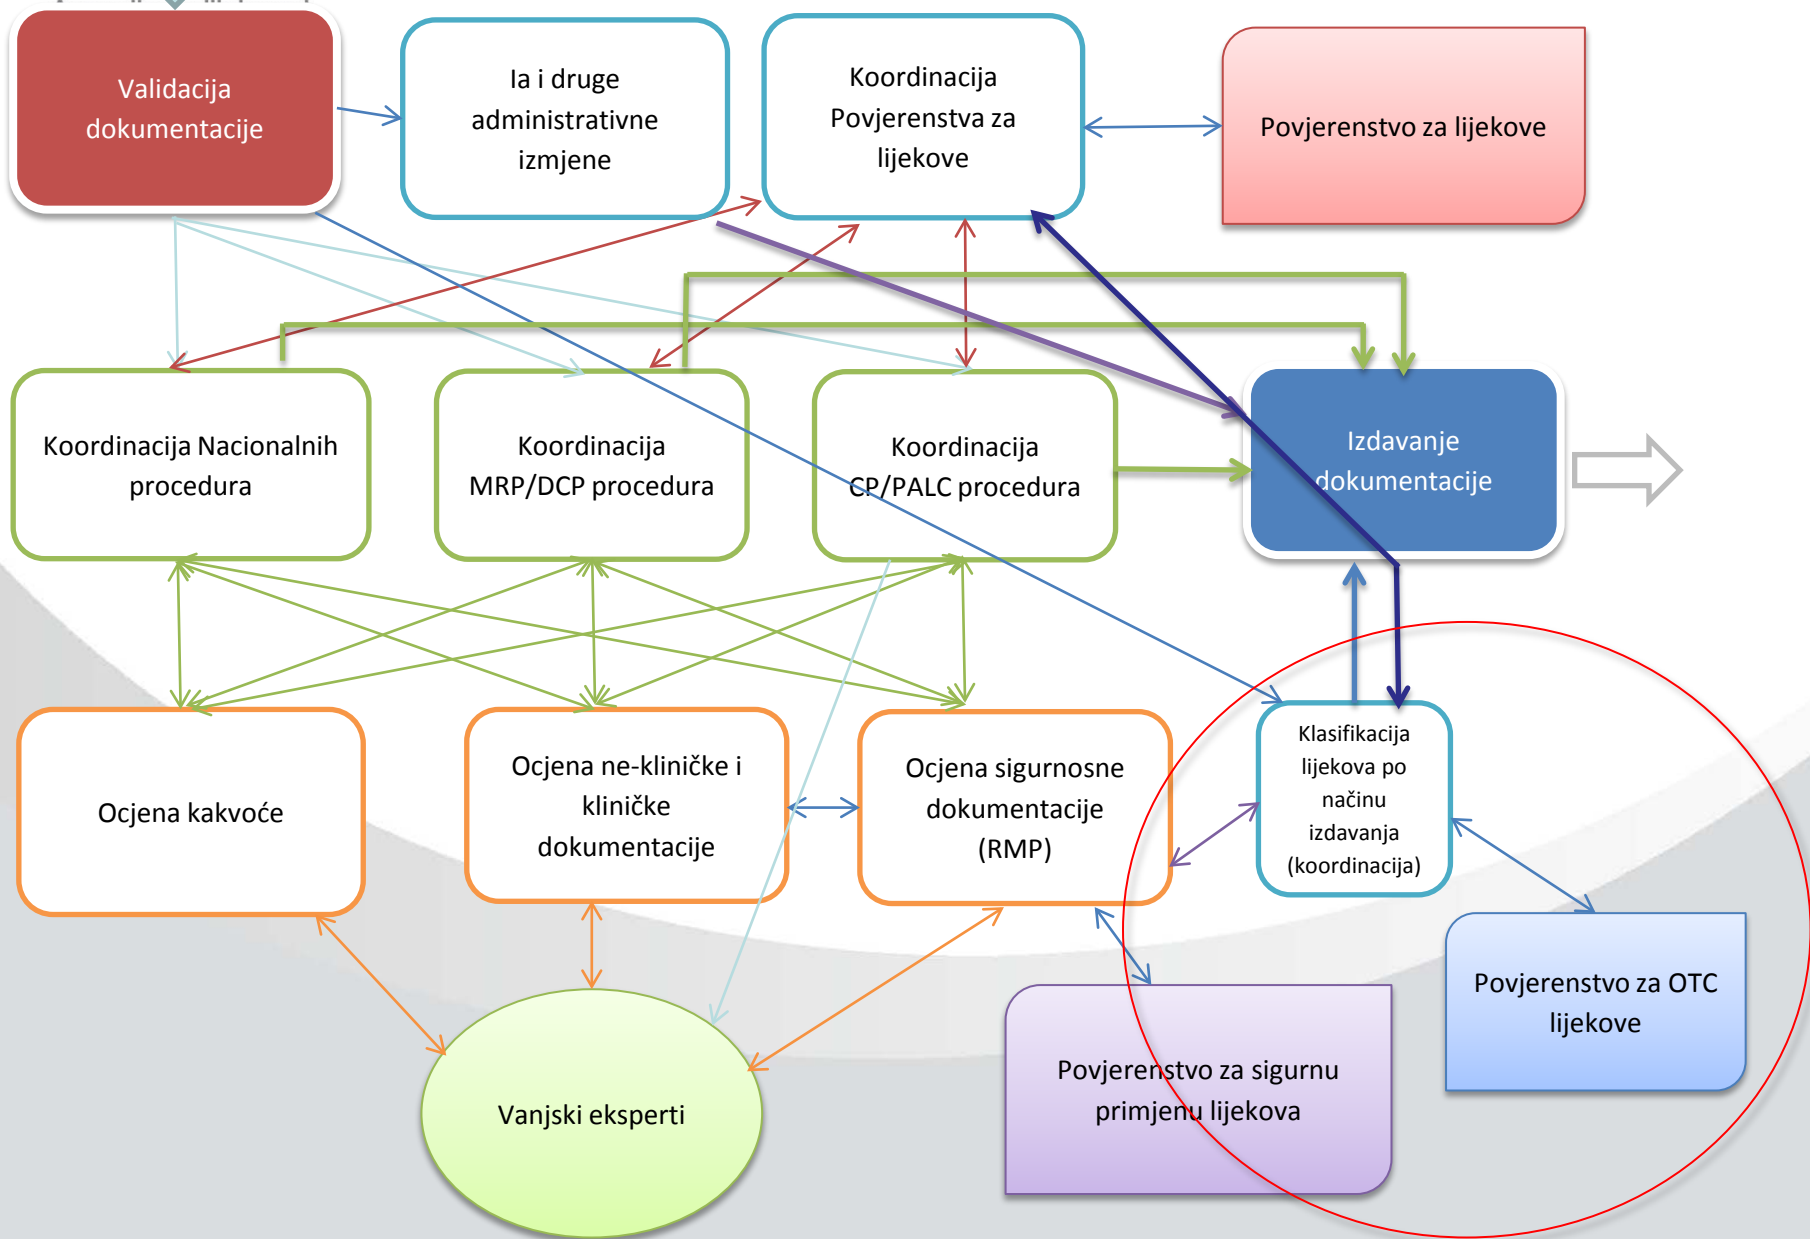 Validacija
dokumentacije
Ia i druge
administrativne
izmjene
Koordinacija
Povjerenstva za
lijekove
Povjerenstvo za lijekove
Koordinacija Nacionalnih
procedura
Koordinacija
MRP/DCP procedura
Koordinacija
CP/PALC procedura
Izdavanje
dokumentacije
Ocjena kakvoće
Ocjena ne-kliničke i
kliničke
dokumentacije
Ocjena sigurnosne
dokumentacije
(RMP)
Klasifikacija
lijekova po
načinu
izdavanja
(koordinacija)
Povjerenstvo za OTC
lijekove
Vanjski eksperti
Povjerenstvo za sigurnu
primjenu lijekova